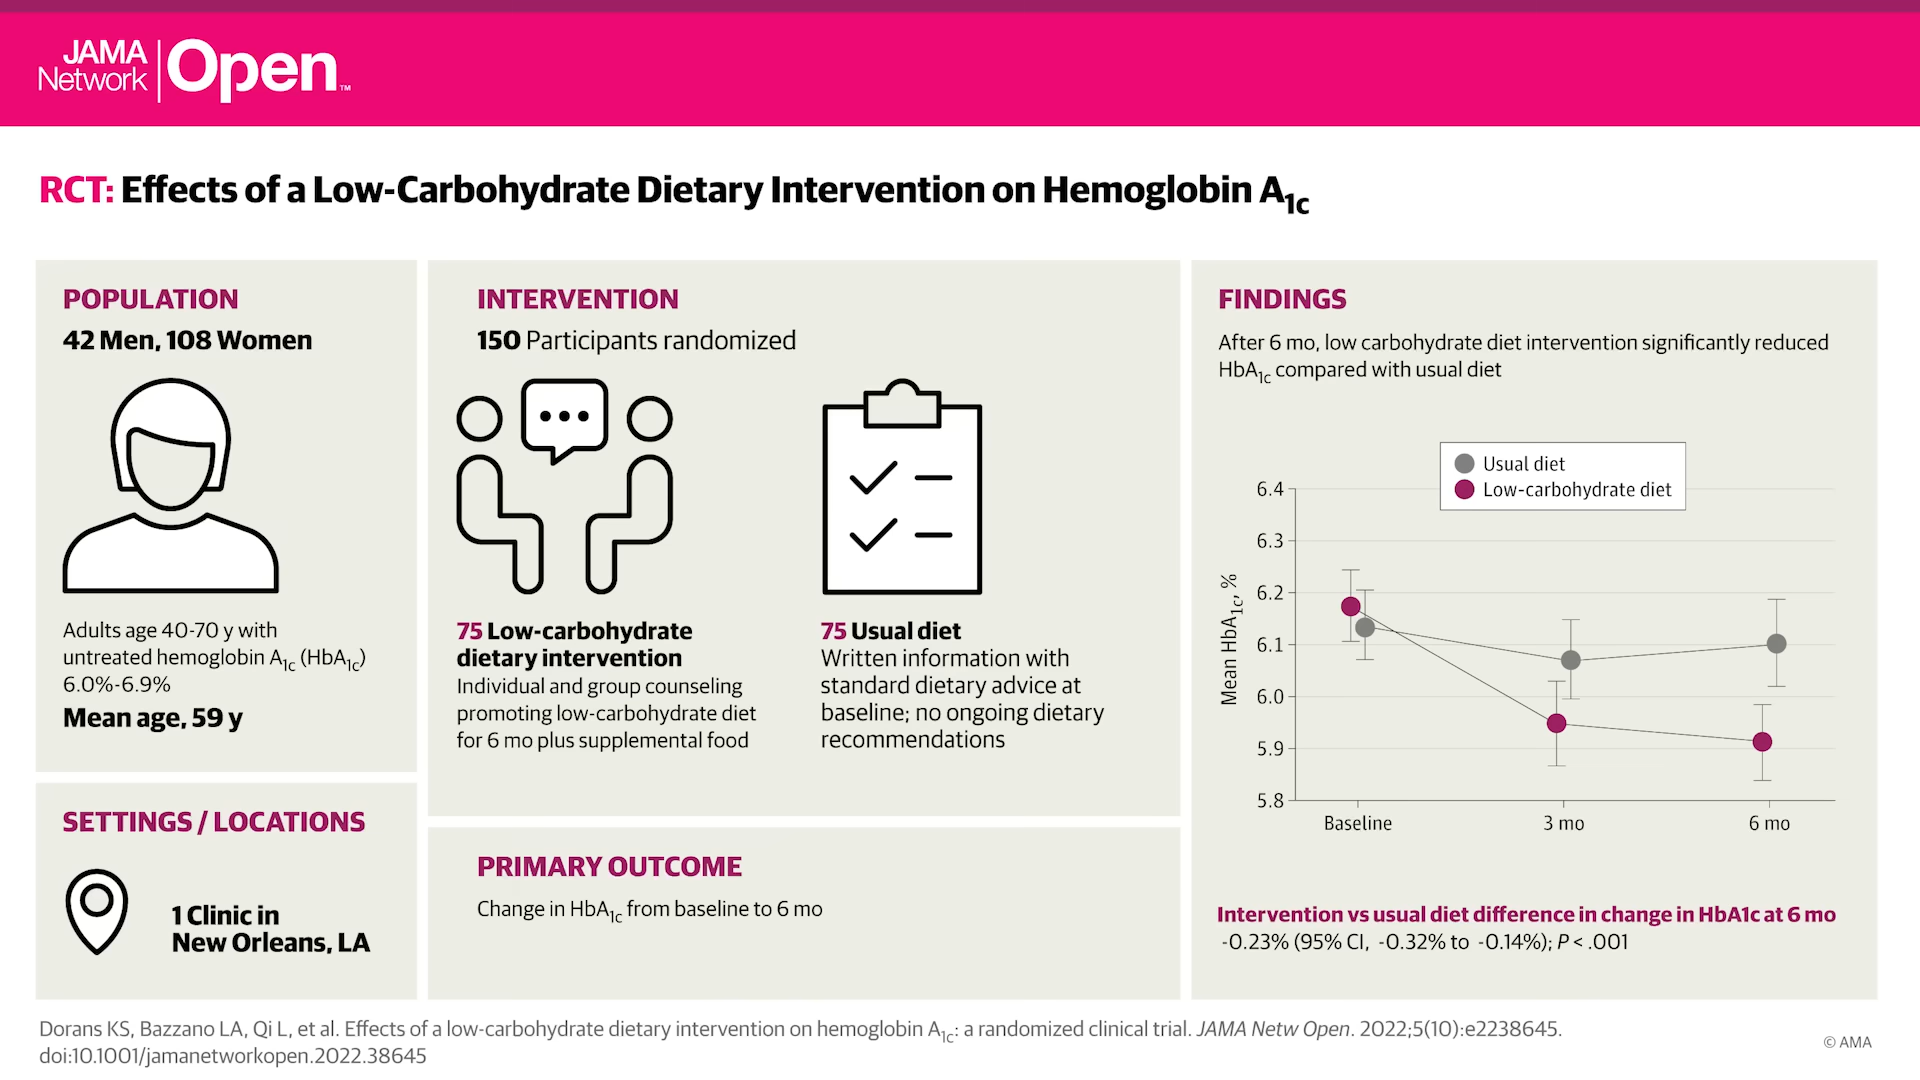 JAMA
Network
Open™
RCT: Effects of a Low-Carbohydrate Dietary Intervention on Hemoglobin A1c
POPULATION
42 Men, 108 Women
Adults age 40-70 y with
untreated hemoglobin A1c (HbA1c)
6.0%-6.9%
Mean age, 59 y
SETTINGS / LOCATIONS
1 Clinic in
New Orleans, LA
INTERVENTION
150 Participants randomized
75 Low-carbohydrate
dietary intervention
Individual and group counseling
promoting low-carbohydrate diet
for 6 mo plus supplemental food
75 Usual diet
Written information with
standard dietary advice at
baseline; no ongoing dietary
recommendations
PRIMARY OUTCOME
Change in HbA1c from baseline to 6 mo
FINDINGS
After 6 mo, low carbohydrate diet intervention significantly reduced
HbA1c compared with usual diet
Usual diet
Low-carbohydrate diet
Mean HbA1c, %
6.4
6.3
6.2
6.1
6.0
5.9
5.8
Baseline
3 mo
6 mo
Intervention vs usual diet difference in change in HbA1c at 6 mo
-0.23% (95% CI, -0.32% to -0.14%); P < .001
Dorans KS, Bazzano LA, Qi L, et al. Effects of a low-carbohydrate dietary intervention on hemoglobin A1c: a randomized clinical trial. JAMA Netw Open. 2022;5(10):e2238645.
doi:10.1001/jamanetworkopen.2022.38645
© AMA